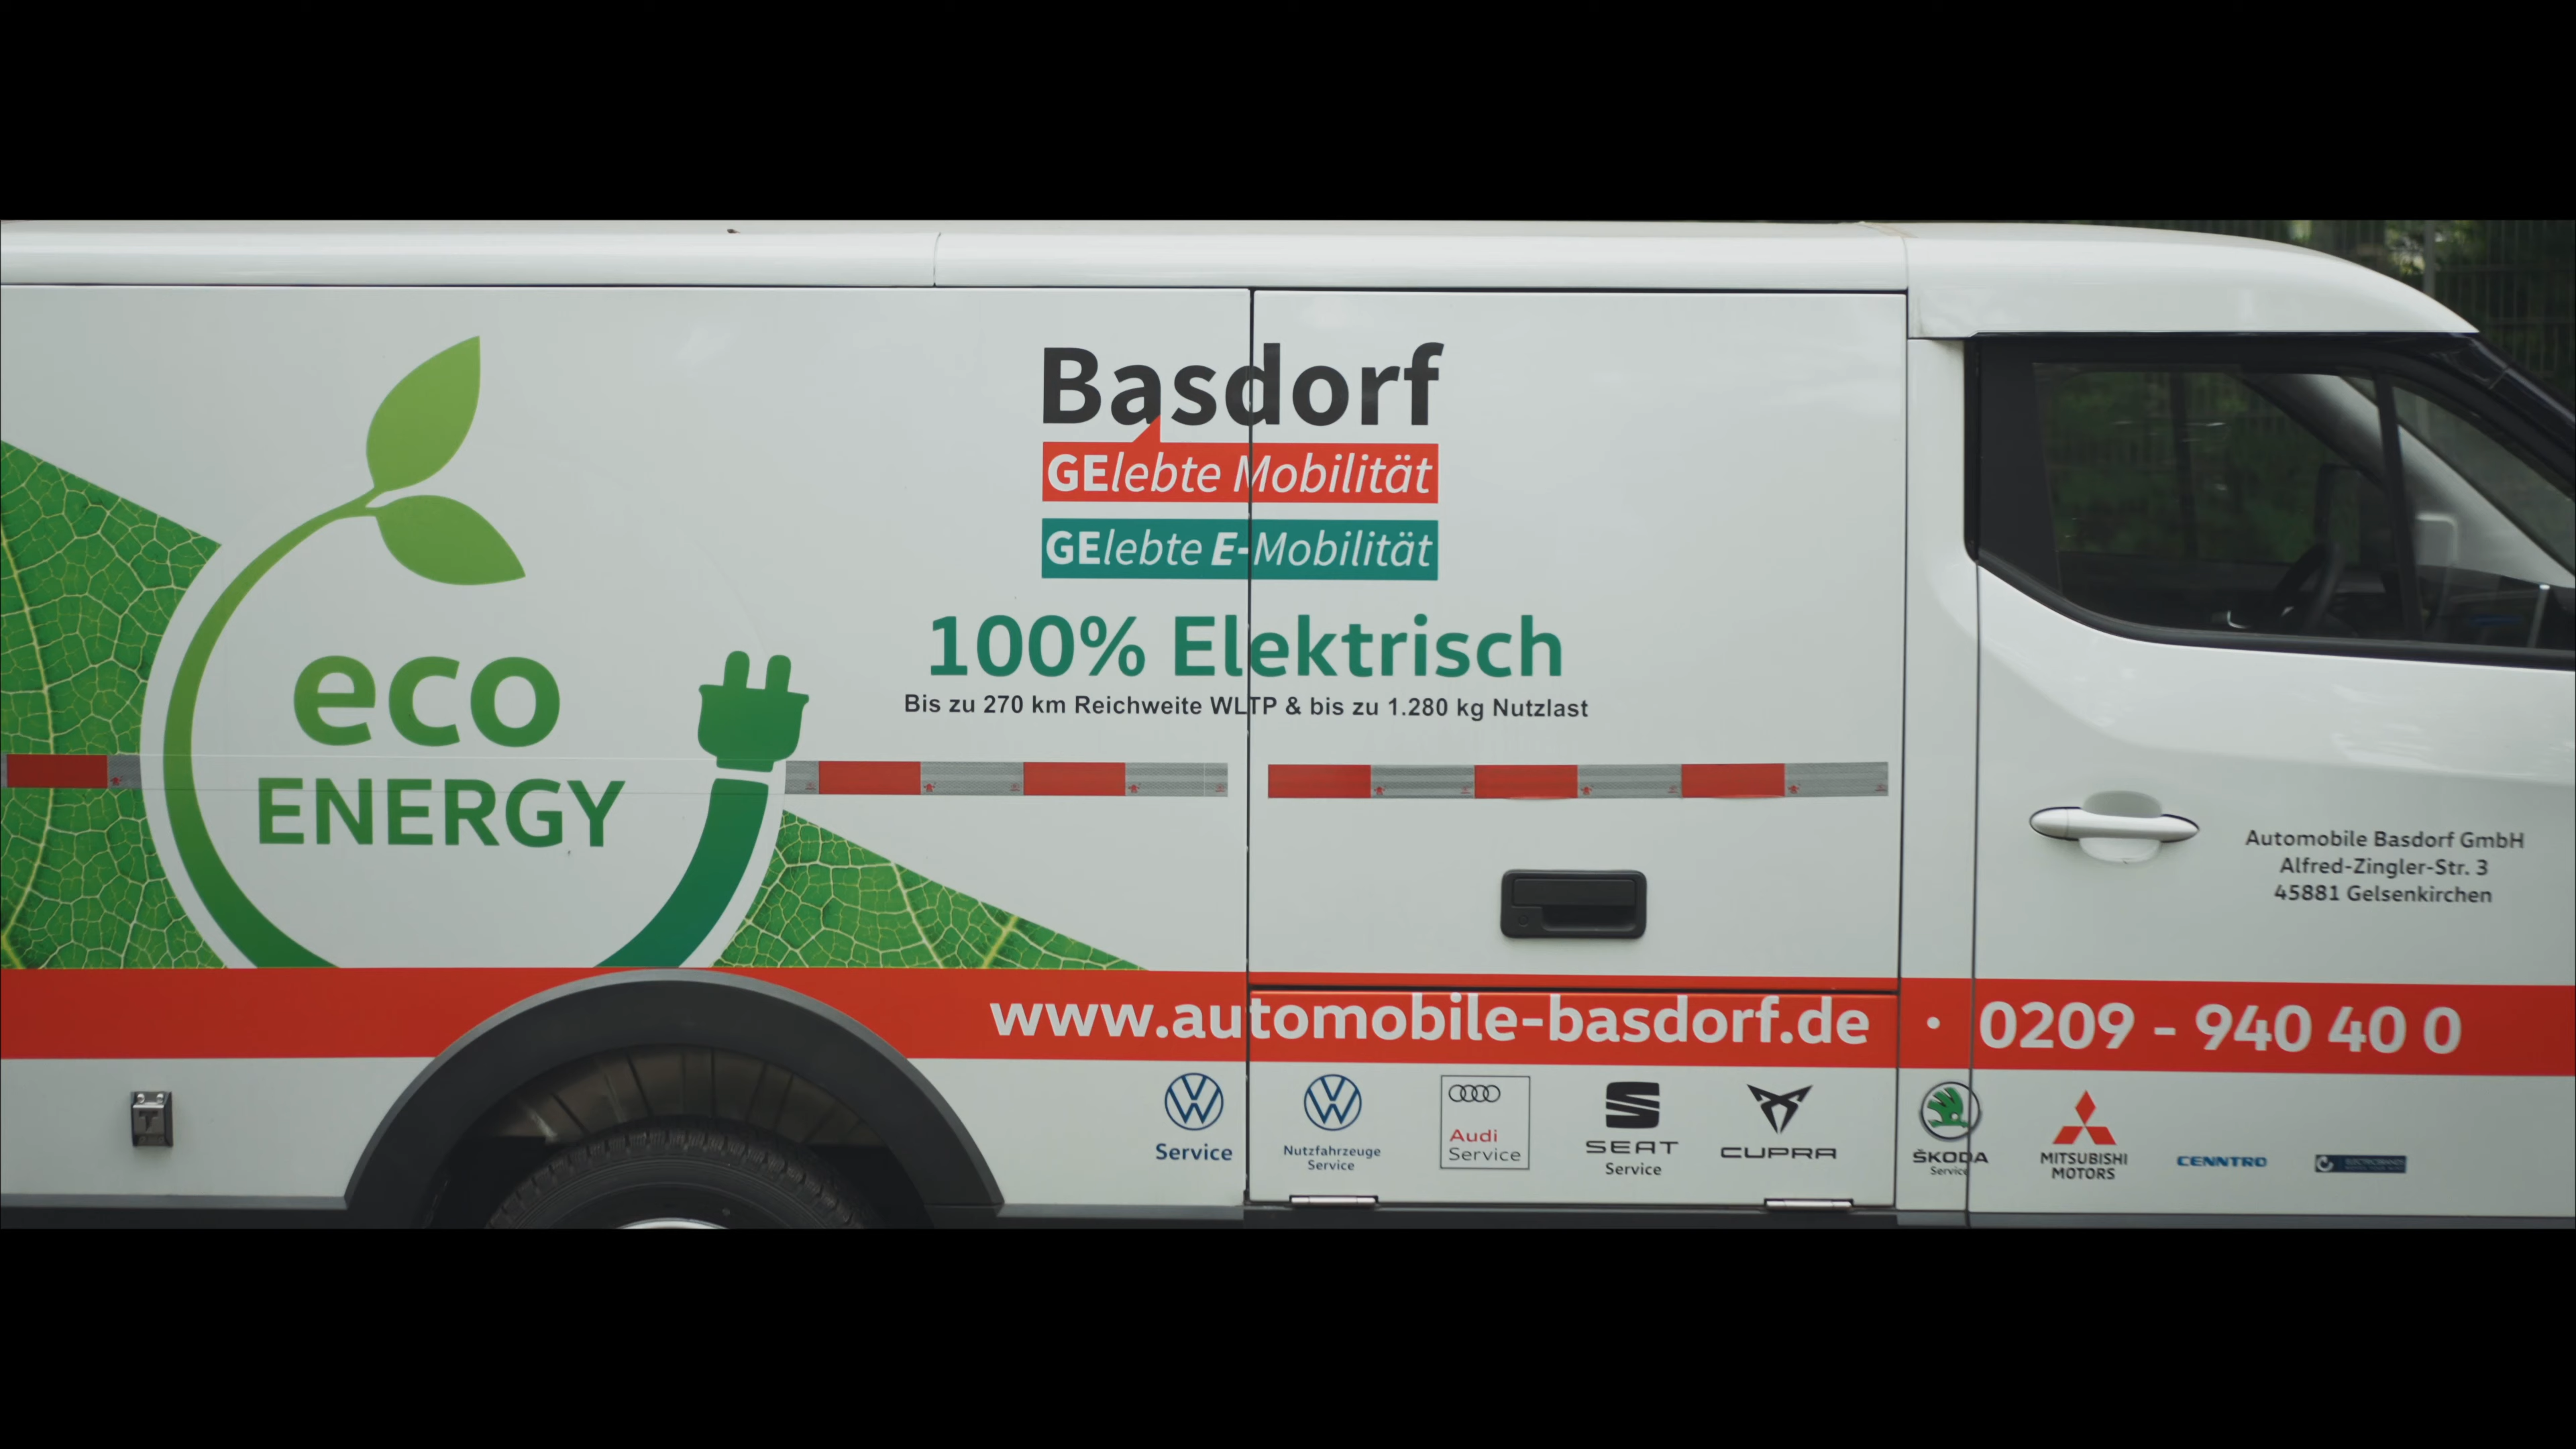 Basdorf
GElebte Mobilität
GElebte E-Mobilität
100% Elektrisch
Bis zu 270 km Reichweite WLTP & bis zu 1.280 kg Nutzlast
eco
ENERGY
Automobile Basdorf GmbH
Alfred-Zingler-Str. 3
45881 Gelsenkirchen
www.automobile-basdorf.de • 0209 - 940 40 0
Service
Nutzfahrzeuge
Service
Audi
Service
SEAT
Service
CUPRA
ŠKODA
Service
MITSUBISHI
MOTORS
CENNTRO